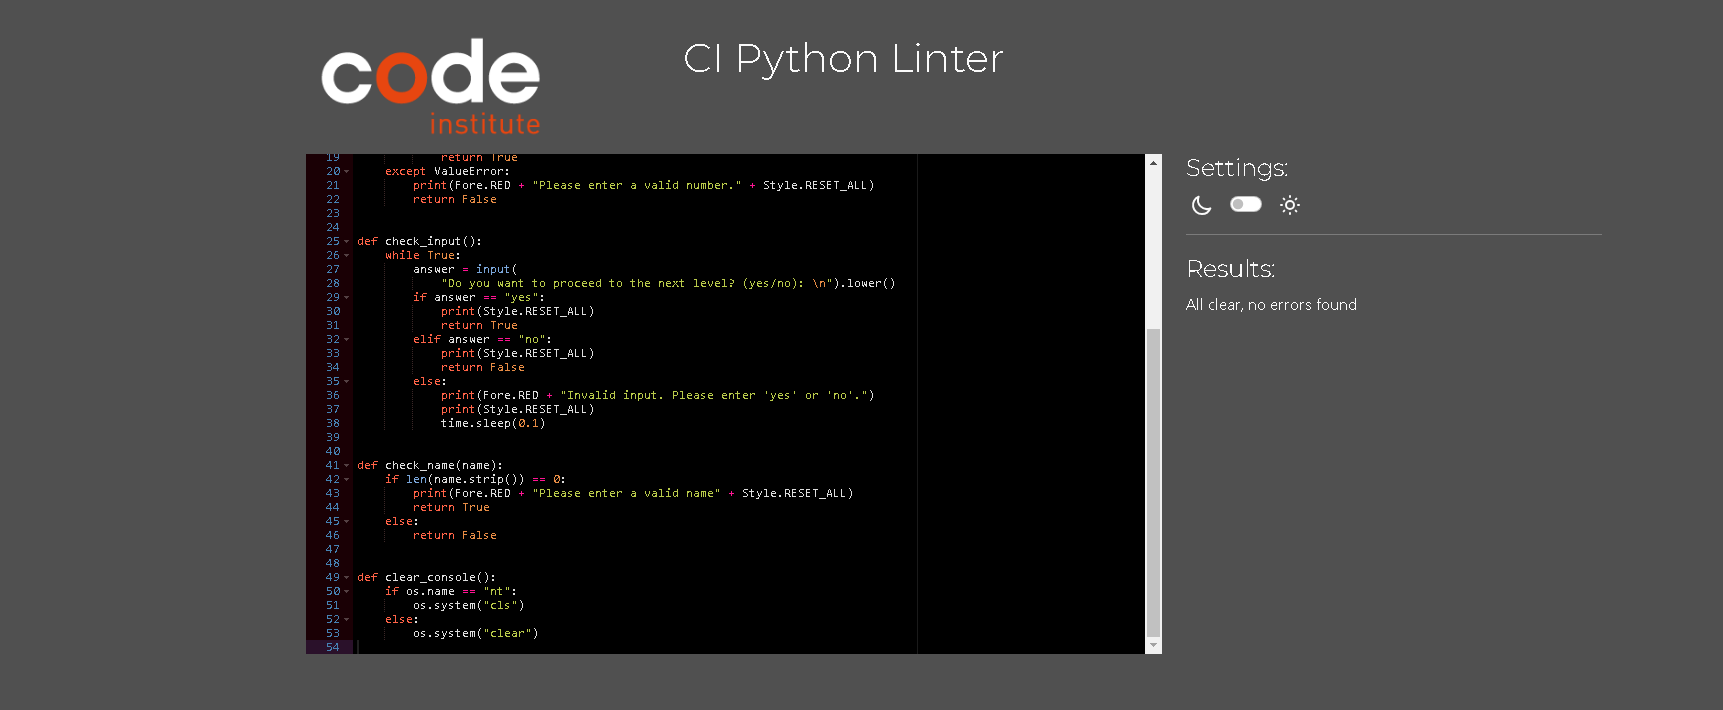 code
institute
CI Python Linter
19 return True
20 except ValueError:
21 print(Fore.RED + "Please enter a valid number." + Style.RESET_ALL)
22 return False
23
24
25 def check_input():
26 while True:
27 answer = input(
28 "Do you want to proceed to the next level? (yes/no): \n").lower()
29 if answer == "yes":
30 print(Style.RESET_ALL)
31 return True
32 elif answer == "no":
33 print(Style.RESET_ALL)
34 return False
35 else:
36 print(Fore.RED + "Invalid input. Please enter 'yes' or 'no'.")
37 print(Style.RESET_ALL)
38 time.sleep(0.1)
39
40
41 def check_name(name):
42 if len(name.strip()) == 0:
43 print(Fore.RED + "Please enter a valid name" + Style.RESET_ALL)
44 return True
45 else:
46 return False
47
48
49 def clear_console():
50 if os.name == "nt":
51 os.system("cls")
52 else:
53 os.system("clear")
54
Settings:
Results:
All clear, no errors found